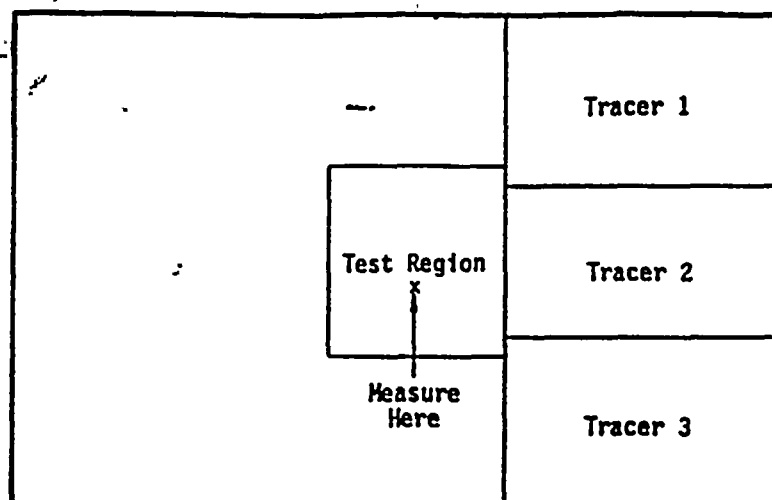 Tracer 1
Test Region
x
Tracer 2
Measure
Here
Tracer 3